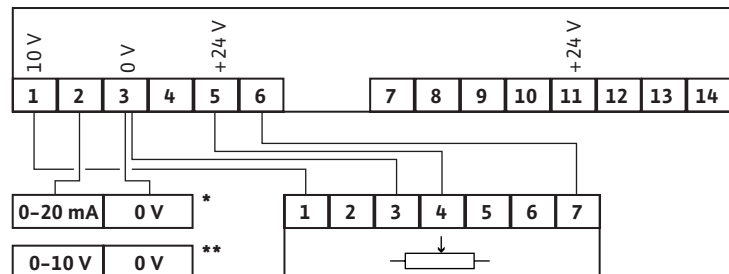 10 V 0 V +24 V +24 V
1 2 3 4 5 6 7 8 9 10 11 12 13 14
0–20 mA 0 V *
1 2 3 4 5 6 7
0–10 V 0 V **